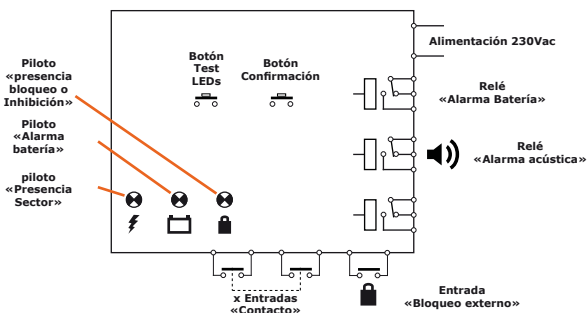 Piloto
«presencia
bloqueo o
Inhibición»
Piloto
«Alarma
batería»
piloto
«Presencia
Sector»
Botón
Test
LEDs
Botón
Confirmación
Alimentación 230Vac
Relé
«Alarma Batería»
Relé
«Alarma acústica»
x Entradas
«Contacto»
Entrada
«Bloqueo externo»